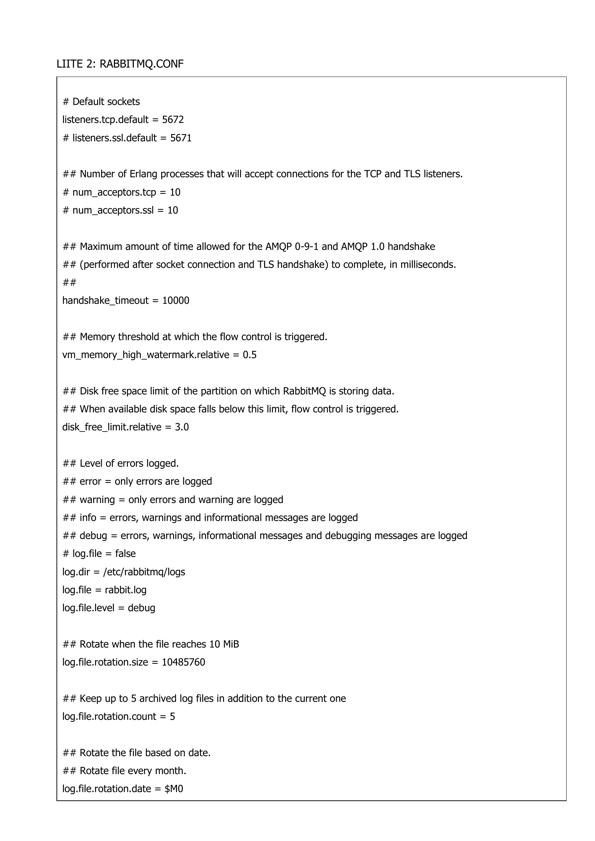 LIITE 2: RABBITMQ.CONF
# Default sockets
listeners.tcp.default = 5672
# listeners.ssl.default = 5671
## Number of Erlang processes that will accept connections for the TCP and TLS listeners.
# num_acceptors.tcp = 10
# num_acceptors.ssl = 10
## Maximum amount of time allowed for the AMQP 0-9-1 and AMQP 1.0 handshake
## (performed after socket connection and TLS handshake) to complete, in milliseconds.
##
handshake_timeout = 10000
## Memory threshold at which the flow control is triggered.
vm_memory_high_watermark.relative = 0.5
## Disk free space limit of the partition on which RabbitMQ is storing data.
## When available disk space falls below this limit, flow control is triggered.
disk_free_limit.relative = 3.0
## Level of errors logged.
## error = only errors are logged
## warning = only errors and warning are logged
## info = errors, warnings and informational messages are logged
## debug = errors, warnings, informational messages and debugging messages are logged
# log.file = false
log.dir = /etc/rabbitmq/logs
log.file = rabbit.log
log.file.level = debug
## Rotate when the file reaches 10 MiB
log.file.rotation.size = 10485760
## Keep up to 5 archived log files in addition to the current one
log.file.rotation.count = 5
## Rotate the file based on date.
## Rotate file every month.
log.file.rotation.date = $M0